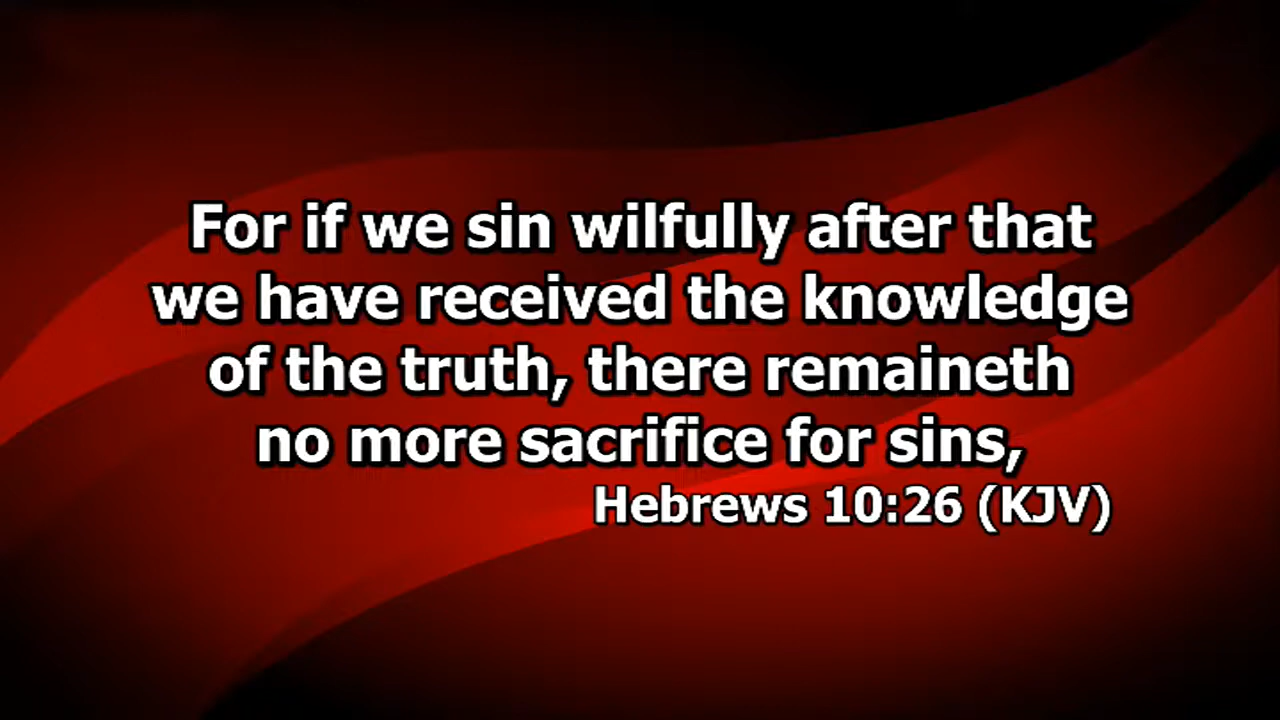 For if we sin wilfully after that
we have received the knowledge
of the truth, there remaineth
no more sacrifice for sins,
Hebrews 10:26 (KJV)